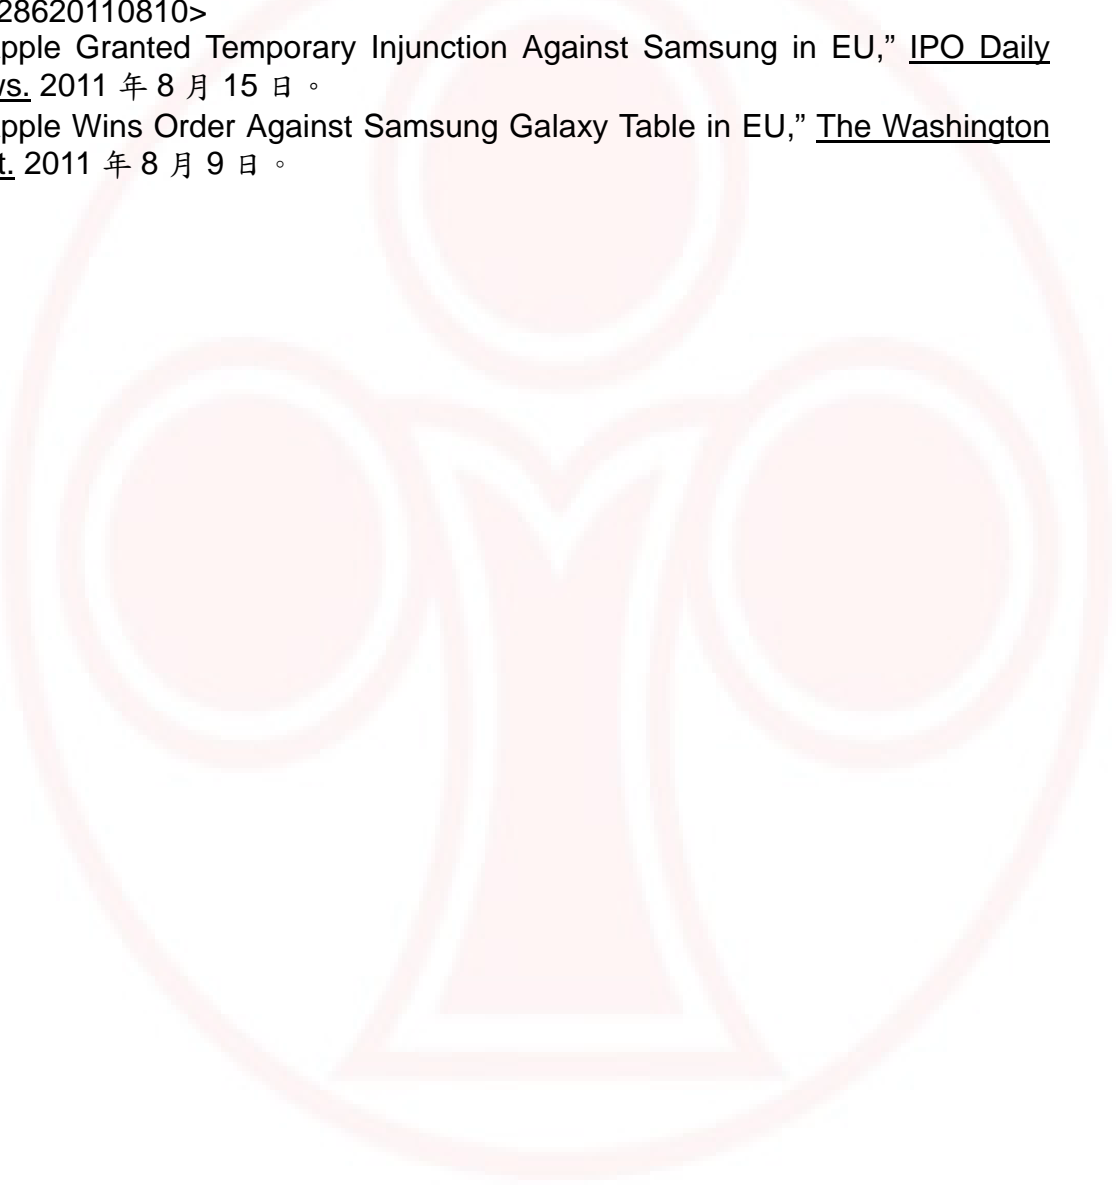 28620110810>
pple Granted Temporary Injunction Against Samsung in EU,” IPO Daily
ws. 2011 年 8 月 15 日。
pple Wins Order Against Samsung Galaxy Table in EU,” The Washington
t. 2011 年 8 月 9 日。